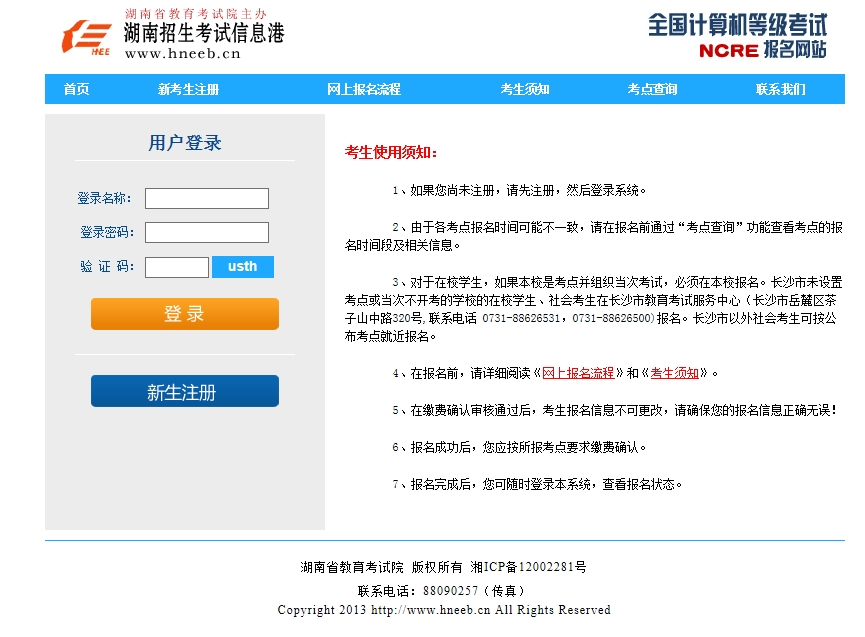 湖南省教育考试院主办
湖南招生考试信息港
www.hneeb.cn
HEE
全国计算机等级考试
NCRE 报名网站
首页 新考生注册 网上报名流程 考生须知 考点查询 联系我们
用户登录
登录名称：
登录密码：
验 证 码： usth
登 录
新生注册
考生使用须知：
1、如果您尚未注册，请先注册，然后登录系统。
2、由于各考点报名时间可能不一致，请在报名前通过“考点查询”功能查看考点的报
名时间段及相关信息。
3、对于在校学生，如果本校是考点并组织当次考试，必须在本校报名。长沙市未设置
考点或当次不开考的学校的在校学生、社会考生在长沙市教育考试服务中心（长沙市岳麓区茶
子山中路320号,联系电话 0731-88626531，0731-88626500)报名。长沙市以外社会考生可按公
布考点就近报名。
4、在报名前，请详细阅读《网上报名流程》和《考生须知》。
5、在缴费确认审核通过后，考生报名信息不可更改，请确保您的报名信息正确无误！
6、报名成功后，您应按所报考点要求缴费确认。
7、报完成后，您可随时登录本系统，查看报名状态。
湖南省教育考试院 版权所有 湘ICP备12002281号
联系电话：88090257（传真）
Copyright 2013 http://www.hneeb.cn All Rights Reserved